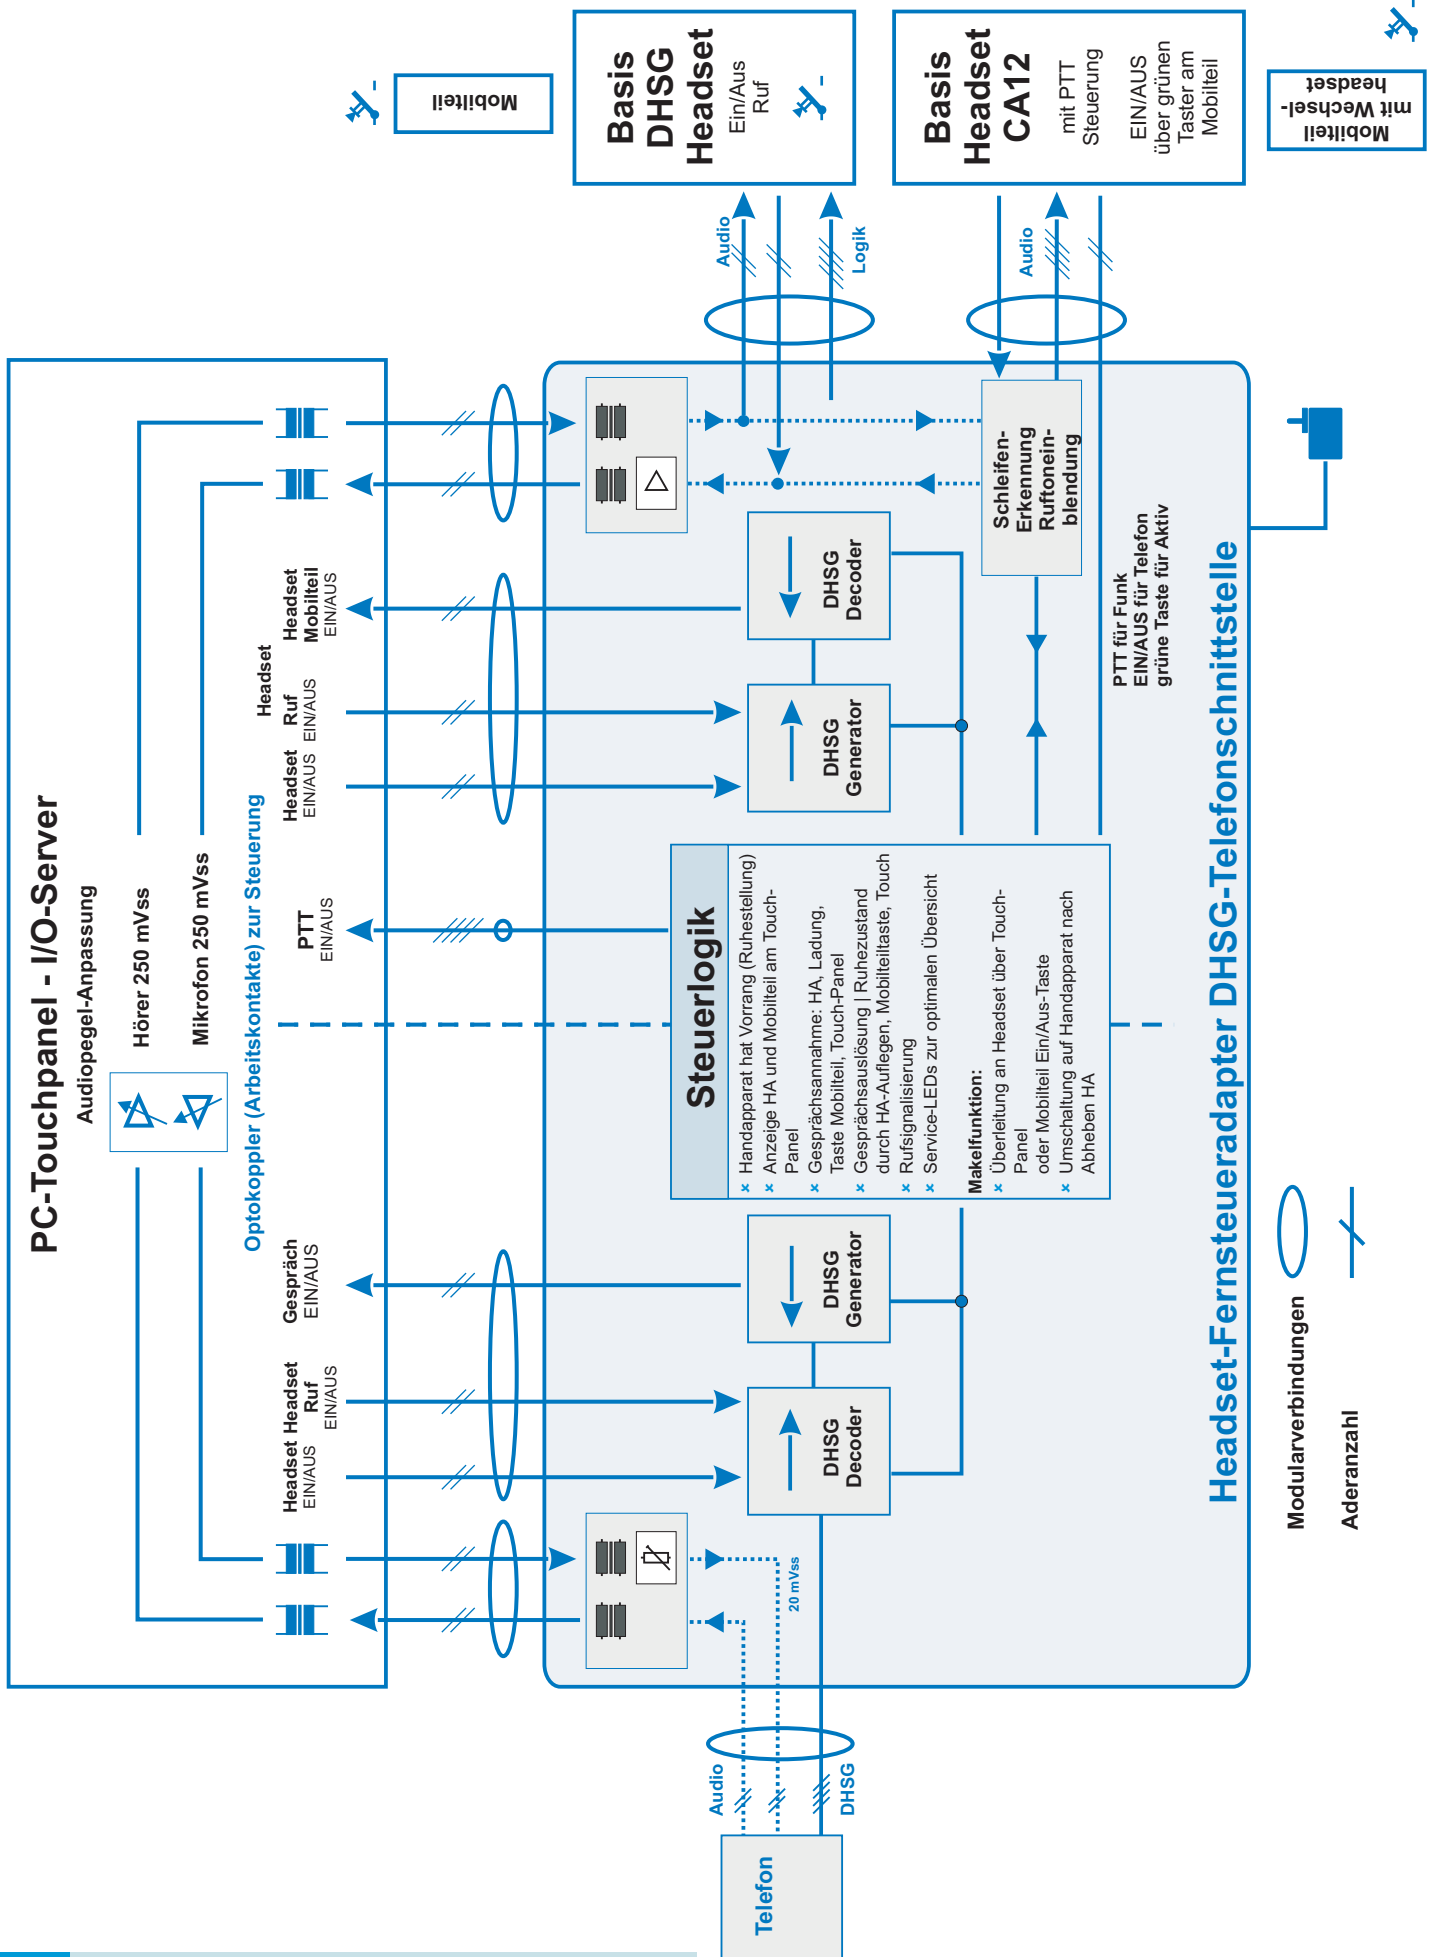 PC-Touchpanel - I/O-Server
Audiopegel-Anpassung
Hörer 250 mVss
Mikrofon 250 mVss
Optokoppler (Arbeitskontakte) zur Steuerung
Headset
EIN/AUS
Headset
Ruf
EIN/AUS
Gespräch
EIN/AUS
PTT
EIN/AUS
Headset
Headset
EIN/AUS
Ruf
EIN/AUS
Headset
Mobilteil
EIN/AUS
Telefon
Audio
DHSG
20 mVss
DHSG
Decoder
DHSG
Generator
Steuerlogik
× Handapparat hat Vorrang (Ruhestellung)
× Anzeige HA und Mobilteil am Touch-
Panel
× Gesprächsannahme: HA, Ladung,
Taste Mobilteil, Touch-Panel
× Gesprächsauslösung | Ruhezustand
durch HA-Auflegen, Mobilteiltaste, Touch
× Rufsignalisierung
× Service-LEDs zur optimalen Übersicht
Makelfunktion:
× Überleitung an Headset über Touch-
Panel
oder Mobilteil Ein/Aus-Taste
× Umschaltung auf Handapparat nach
Abheben HA
DHSG
Generator
DHSG
Decoder
Schleifen-
Erkennung
Ruftonein-
blendung
PTT für Funk
EIN/AUS für Telefon
grüne Taste für Aktiv
Headset-Fernsteueradapter DHSG-Telefonschnittstelle
Audio
Logik
Audio
Mobilteil
Basis
DHSG
Headset
Ein/Aus
Ruf
Basis
Headset
CA12
mit PTT
Steuerung
EIN/AUS
über grünen
Taster am
Mobilteil
Mobilteil
mit Wechsel-
headset
Modularverbindungen
Aderanzahl